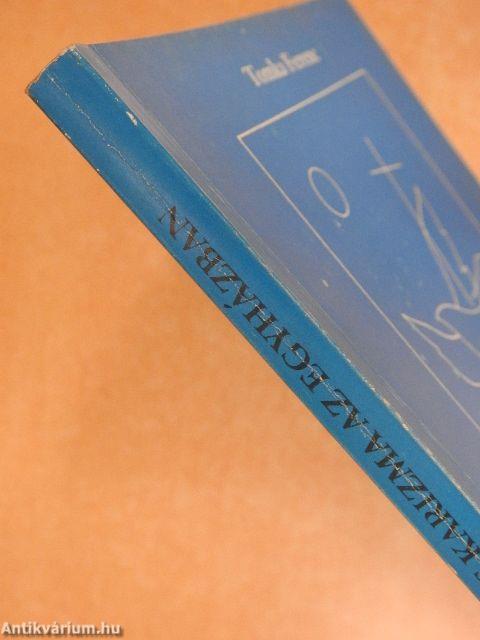 Tomka Ferenc
KARIZMA AZ EGYHÁZBAN
Antikvárium.hu